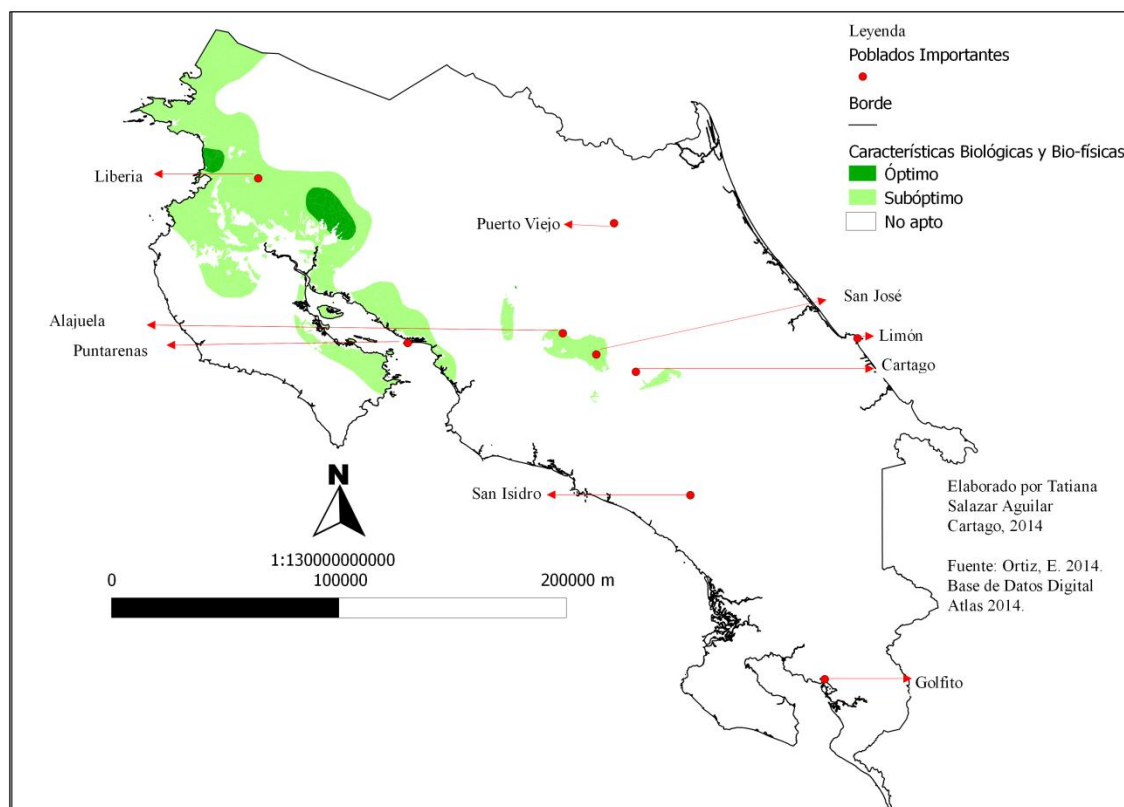 Leyenda
Poblados Importantes
Borde
Características Biológicas y Bio-físicas
Óptimo
Subóptimo
No apto
Liberia
Puerto Viejo
San José
Alajuela
Limón
Puntarenas
Cartago
N
San Isidro
Elaborado por Tatiana
Salazar Aguilar
Cartago, 2014
1:130000000000
0 100000 200000 m
Fuente: Ortiz, E. 2014.
Base de Datos Digital
Atlas 2014.
Golfito